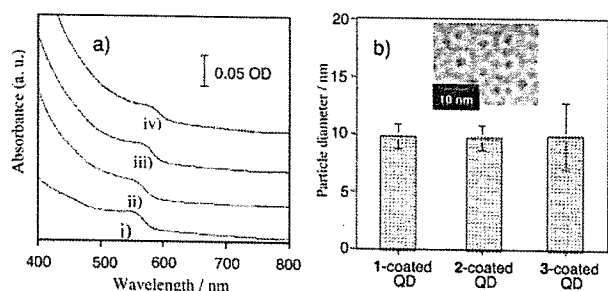 a)
0.05 OD
iv)
iii)
ii)
i)
Absorbance (a. u.)
400 500 600 700 800
Wavelength / nm
b)
10 nm
20
15
10
5
0
Particle diameter / nm
1-coated QD
2-coated QD
3-coated QD